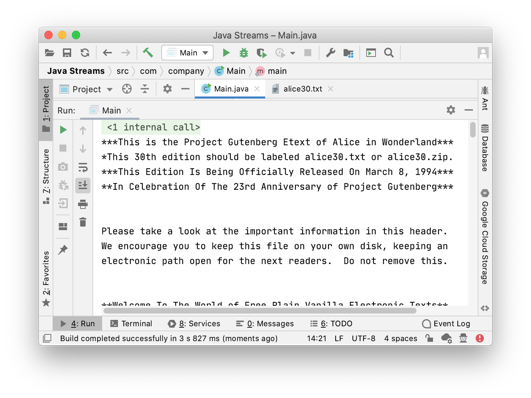 Java Streams – Main.java
Main
Java Streams src com company Main main
Project Main.java alice30.txt
Run: Main
<1 internal call>
***This is the Project Gutenberg Etext of Alice in Wonderland***
*This 30th edition should be labeled alice30.txt or alice30.zip.
***This Edition Is Being Officially Released On March 8, 1994***
**In Celebration Of The 23rd Anniversary of Project Gutenberg***
Please take a look at the important information in this header.
We encourage you to keep this file on your own disk, keeping an
electronic path open for the next readers.  Do not remove this.
**Welcome To The World of Free Plain Vanilla Electronic Texts**
1: Project
Z: Structure
2: Favorites
Ant
Database
Google Cloud Storage
4: Run Terminal 8: Services 0: Messages 6: TODO Event Log
Build completed successfully in 3 s 827 ms (moments ago) 14:21 LF UTF-8 4 spaces